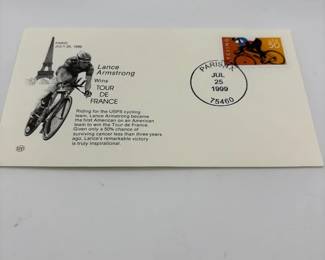 PARIS
JULY 25, 1999
Lance
Armstrong
Wins
TOUR
DE
FRANCE
Riding for the USPS cycling
team, Lance Armstrong became
the first American on an American
team to win the Tour de France.
Given only a 50% chance of
surviving cancer less than three years
ago, Lance's remarkable victory
is truly inspirational.
PARIS TX
JUL
25
1999
75460